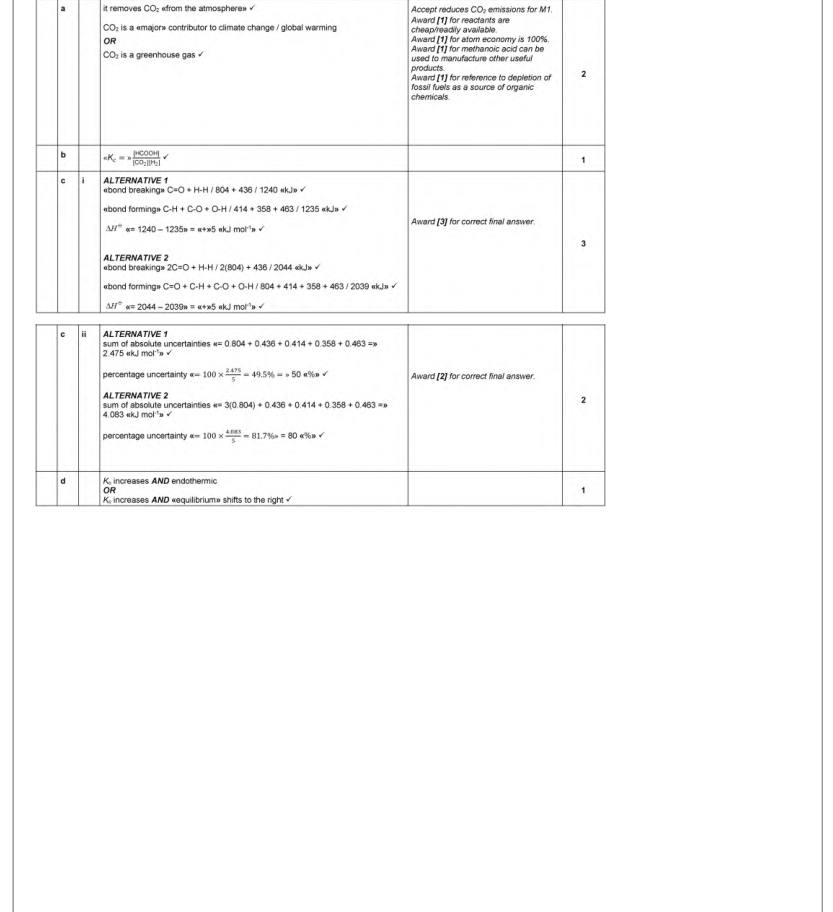 a
it removes CO₂ «from the atmosphere» ✓
CO₂ is a «major» contributor to climate change / global warming
OR
CO₂ is a greenhouse gas ✓
Accept reduces CO₂ emissions for M1.
Award [1] for reactants are
cheap/readily available.
Award [1] for atom economy is 100%.
Award [1] for methanoic acid can be
used to manufacture other useful
products.
Award [1] for reference to depletion of
fossil fuels as a source of organic
chemicals.
2
b
«Kc = » [HCOOH] / [CO₂][H₂] ✓
1
c i
ALTERNATIVE 1
«bond breaking» C=O + H-H / 804 + 436 / 1240 «kJ» ✓
«bond forming» C-H + C-O + O-H / 414 + 358 + 463 / 1235 «kJ» ✓
ΔH⦵ «= 1240 – 1235» = «+»5 «kJ mol⁻¹» ✓
ALTERNATIVE 2
«bond breaking» 2C=O + H-H / 2(804) + 436 / 2044 «kJ» ✓
«bond forming» C=O + C-H + C-O + O-H / 804 + 414 + 358 + 463 / 2039 «kJ» ✓
ΔH⦵ «= 2044 – 2039» = «+»5 «kJ mol⁻¹» ✓
Award [3] for correct final answer.
3
c ii
ALTERNATIVE 1
sum of absolute uncertainties «= 0.804 + 0.436 + 0.414 + 0.358 + 0.463 =»
2.475 «kJ mol⁻¹» ✓
percentage uncertainty «= 100 × 2.475/5 = 49.5% = » 50 «%» ✓
ALTERNATIVE 2
sum of absolute uncertainties «= 3(0.804) + 0.436 + 0.414 + 0.358 + 0.463 =»
4.083 «kJ mol⁻¹» ✓
percentage uncertainty «= 100 × 4.083/5 = 81.7%» = 80 «%» ✓
Award [2] for correct final answer.
2
d
Kc increases AND endothermic
OR
Kc increases AND «equilibrium» shifts to the right ✓
1